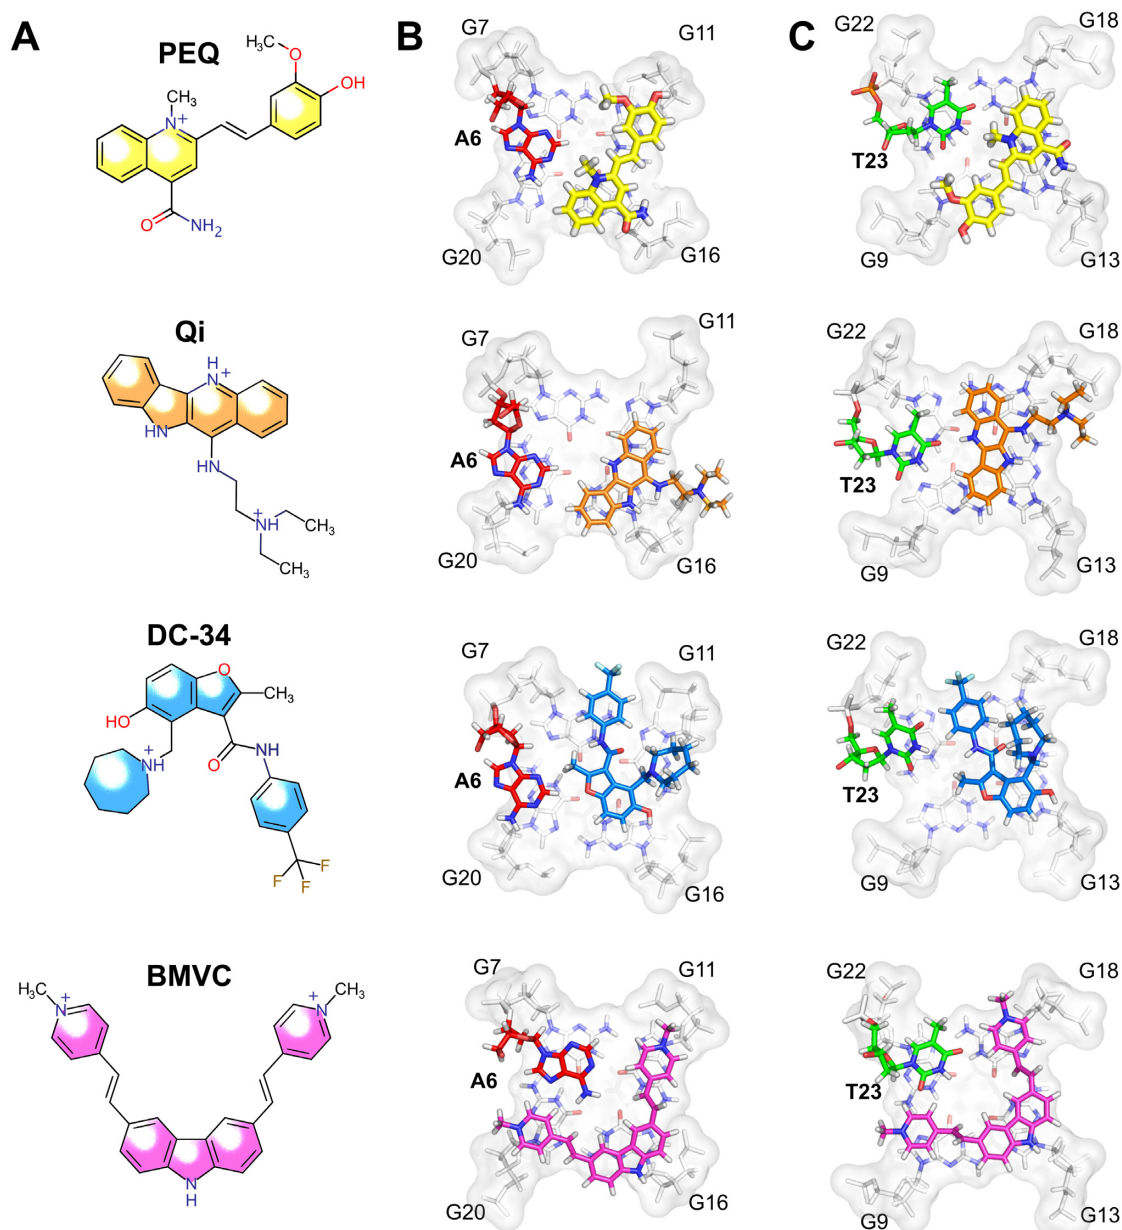 A
B
C
PEQ
H₃C
O
OH
CH₃
N+
O
NH₂
G7
G11
A6
G20
G16
G22
G18
T23
G9
G13
Qi
H
N+
HN
HN
+
NH
CH₃
CH₃
G7
G11
A6
G20
G16
G22
G18
T23
G9
G13
DC-34
O
CH₃
HO
+
NH
O
NH
F
F
F
G7
G11
A6
G20
G16
G22
G18
T23
G9
G13
BMVC
H₃C
N+
CH₃
N+
N
H
G7
G11
A6
G20
G16
G22
G18
T23
G9
G13